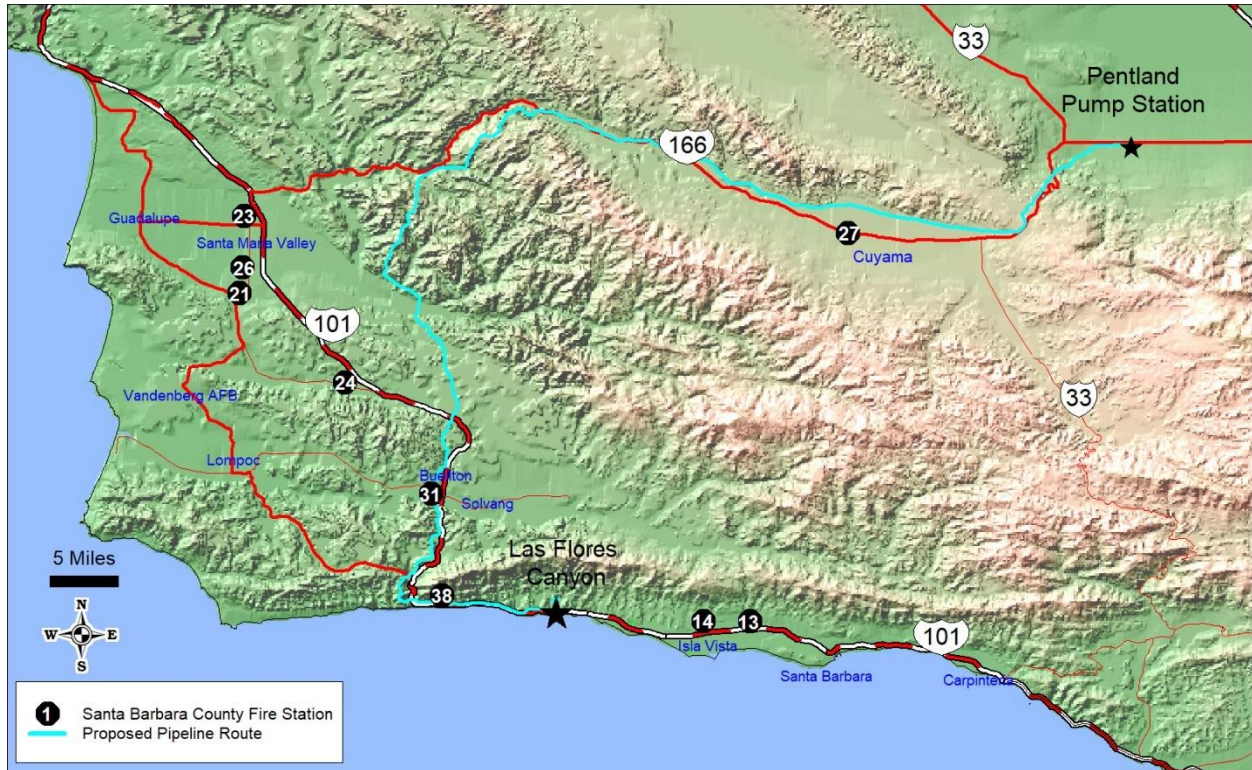 33
Pentland
Pump Station
166
Guadalupe
23
Santa Maria Valley
27
Cuyama
26
21
101
24
Vandenberg AFB
33
Lompoc
Buellton
31
Solvang
5 Miles
Las Flores
Canyon
38
14
13
Isla Vista
101
Santa Barbara
Carpinteria
N
W
E
S
1
Santa Barbara County Fire Station
Proposed Pipeline Route